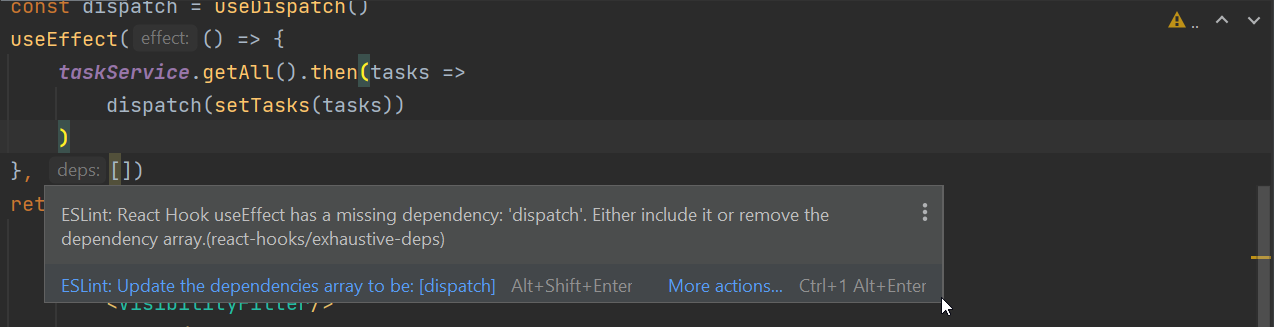 const dispatch = useDispatch()
useEffect( effect: () => {
taskService.getAll().then(tasks =>
dispatch(setTasks(tasks))
)
}, deps: [])
ret
ESLint: React Hook useEffect has a missing dependency: 'dispatch'. Either include it or remove the
dependency array.(react-hooks/exhaustive-deps)
ESLint: Update the dependencies array to be: [dispatch] Alt+Shift+Enter More actions... Ctrl+1 Alt+Enter
<VisibilityFilter/>